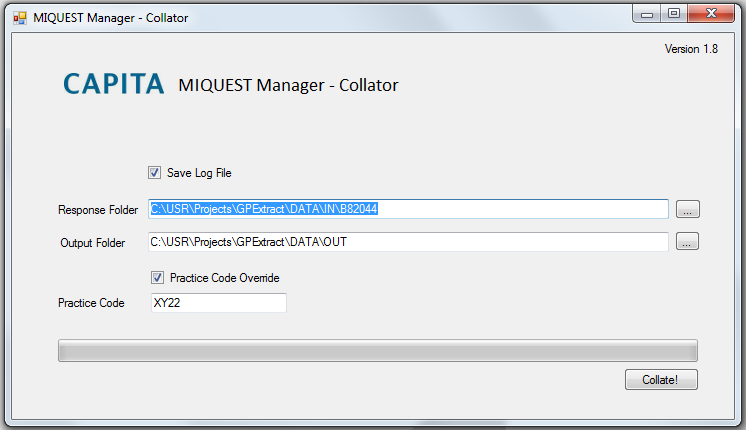 MIQUEST Manager - Collator
Version 1.8
CAPITA MIQUEST Manager - Collator
Save Log File
Response Folder C:\USR\Projects\GPExtract\DATA\IN\B82044 ...
Output Folder C:\USR\Projects\GPExtract\DATA\OUT ...
Practice Code Override
Practice Code XY22
Collate!